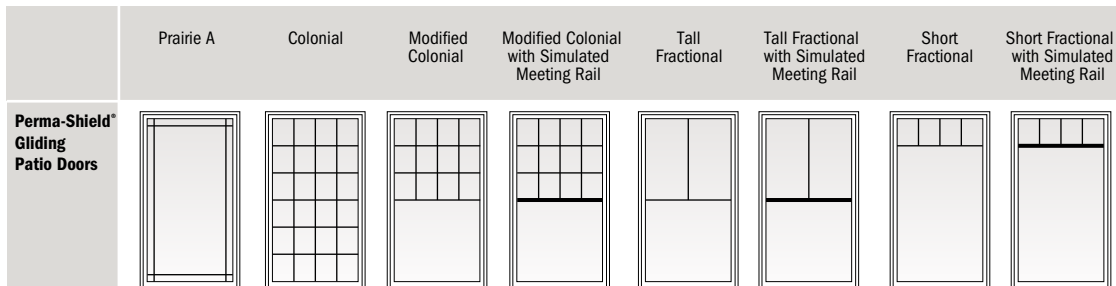 Prairie A
Colonial
Modified
Colonial
Modified Colonial
with Simulated
Meeting Rail
Tall
Fractional
Tall Fractional
with Simulated
Meeting Rail
Short
Fractional
Short Fractional
with Simulated
Meeting Rail
Perma-Shield®
Gliding
Patio Doors